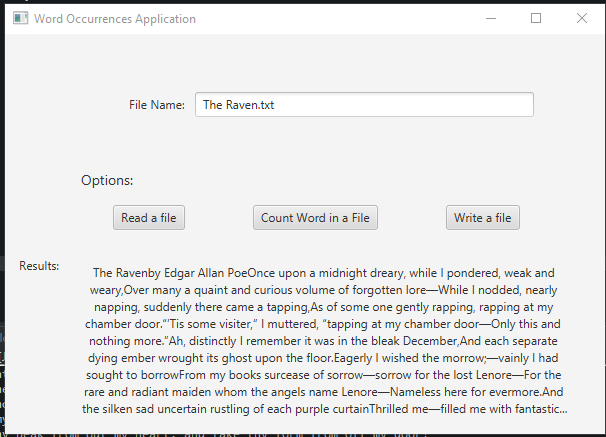 Word Occurrences Application
File Name:
The Raven.txt
Options:
Read a file
Count Word in a File
Write a file
Results:
The Ravenby Edgar Allan PoeOnce upon a midnight dreary, while I pondered, weak and
weary,Over many a quaint and curious volume of forgotten lore—While I nodded, nearly
napping, suddenly there came a tapping,As of some one gently rapping, rapping at my
chamber door.“’Tis some visiter,” I muttered, “tapping at my chamber door—Only this and
nothing more.”Ah, distinctly I remember it was in the bleak December,And each separate
dying ember wrought its ghost upon the floor.Eagerly I wished the morrow;—vainly I had
sought to borrowFrom my books surcease of sorrow—sorrow for the lost Lenore—For the
rare and radiant maiden whom the angels name Lenore—Nameless here for evermore.And
the silken sad uncertain rustling of each purple curtainThrilled me—filled me with fantastic...